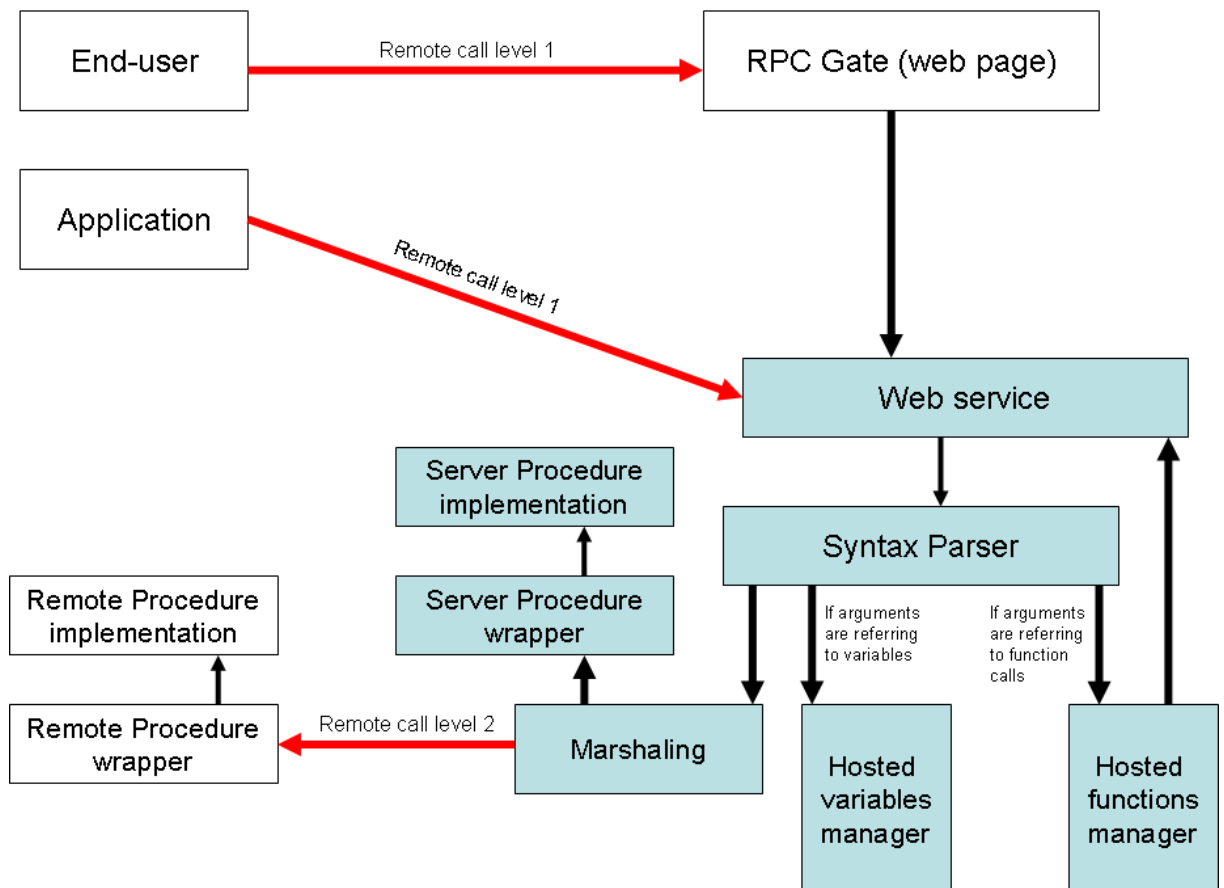 End-user
Remote call level 1
RPC Gate (web page)
Application
Remote call level 1
Web service
Server Procedure
implementation
Syntax Parser
Remote Procedure
implementation
Server Procedure
wrapper
If arguments
are referring
to variables
If arguments
are referring
to function
calls
Remote Procedure
wrapper
Remote call level 2
Marshaling
Hosted
variables
manager
Hosted
functions
manager